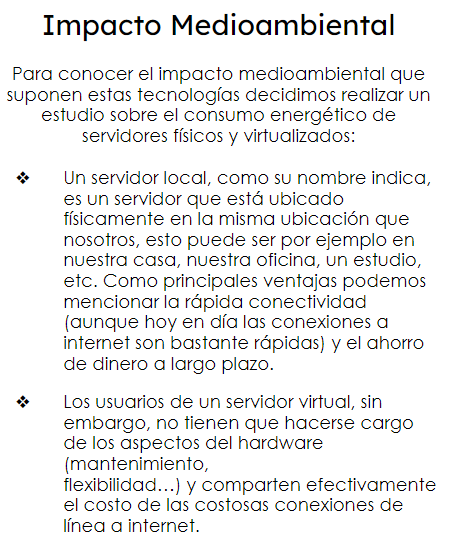 Impacto Medioambiental
Para conocer el impacto medioambiental que
suponen estas tecnologías decidimos realizar un
estudio sobre el consumo energético de
servidores físicos y virtualizados:
❖ Un servidor local, como su nombre indica,
es un servidor que está ubicado
físicamente en la misma ubicación que
nosotros, esto puede ser por ejemplo en
nuestra casa, nuestra oficina, un estudio,
etc. Como principales ventajas podemos
mencionar la rápida conectividad
(aunque hoy en día las conexiones a
internet son bastante rápidas) y el ahorro
de dinero a largo plazo.
❖ Los usuarios de un servidor virtual, sin
embargo, no tienen que hacerse cargo
de los aspectos del hardware
(mantenimiento,
flexibilidad...) y comparten efectivamente
el costo de las costosas conexiones de
línea a internet.